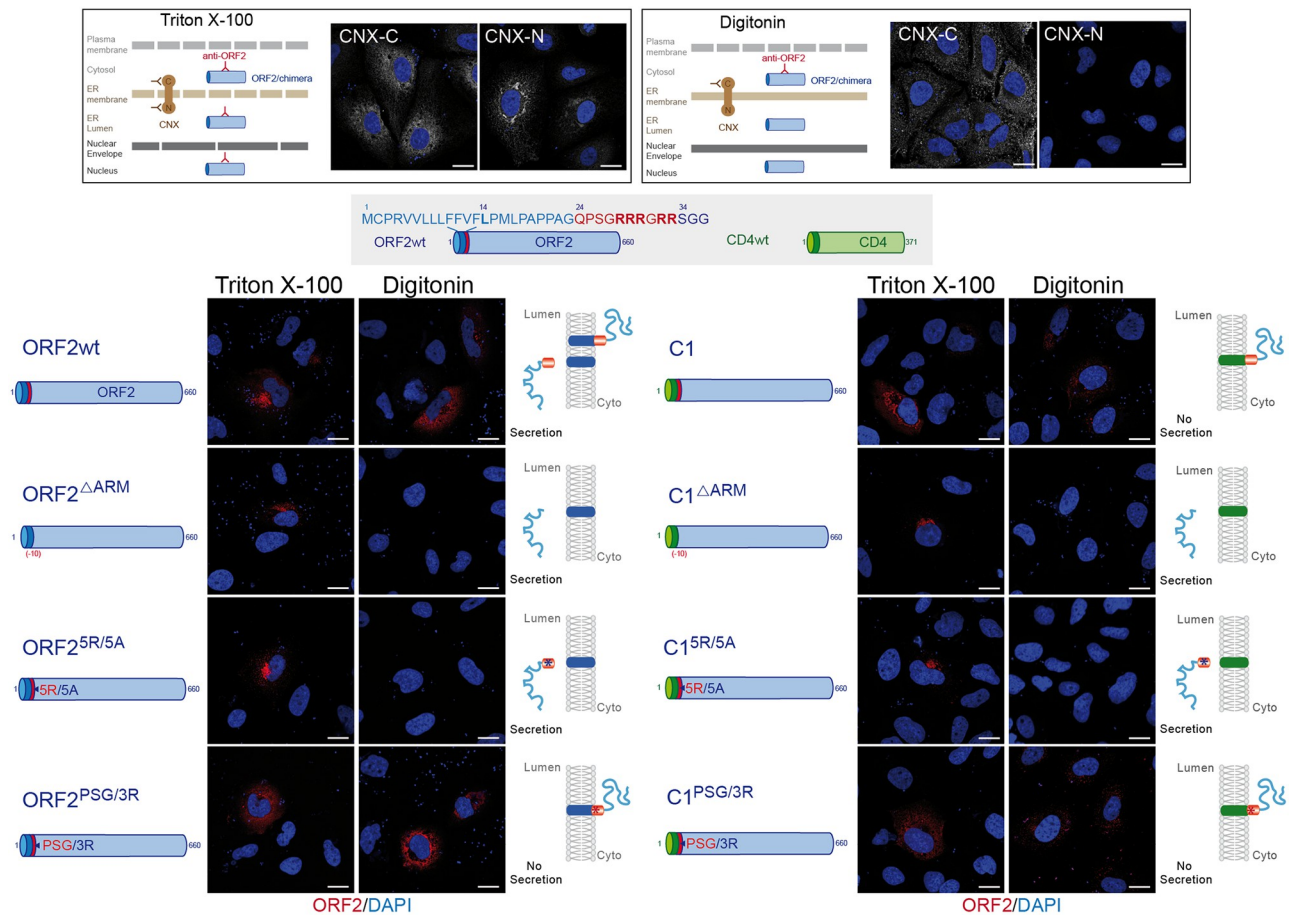 Triton X-100
Plasma
membrane
Cytosol
ER
membrane
ER
Lumen
Nuclear
Envelope
Nucleus
anti-ORF2
ORF2/chimera
C
N
CNX
CNX-C
CNX-N
Digitonin
Plasma
membrane
Cytosol
ER
membrane
ER
Lumen
Nuclear
Envelope
Nucleus
anti-ORF2
ORF2/chimera
C
N
CNX
CNX-C
CNX-N
1 14 24 34
MCPRVVLLLFFVFLPMLPAPPAGQPSGRRRGRRSGG
ORF2wt 1 ORF2 660
CD4wt 1 CD4 371
Triton X-100 Digitonin
Triton X-100 Digitonin
ORF2wt
1 ORF2 660
Lumen
Cyto
Secretion
C1
1 660
Lumen
Cyto
No
Secretion
ORF2△ARM
1 660
(-10)
Lumen
Cyto
Secretion
C1△ARM
1 660
(-10)
Lumen
Cyto
Secretion
ORF25R/5A
1 5R/5A 660
Lumen
*
Cyto
Secretion
C15R/5A
1 5R/5A 660
Lumen
*
Cyto
Secretion
ORF2PSG/3R
1 PSG/3R 660
Lumen
*
Cyto
No
Secretion
C1PSG/3R
1 PSG/3R 660
Lumen
*
Cyto
No
Secretion
ORF2/DAPI
ORF2/DAPI